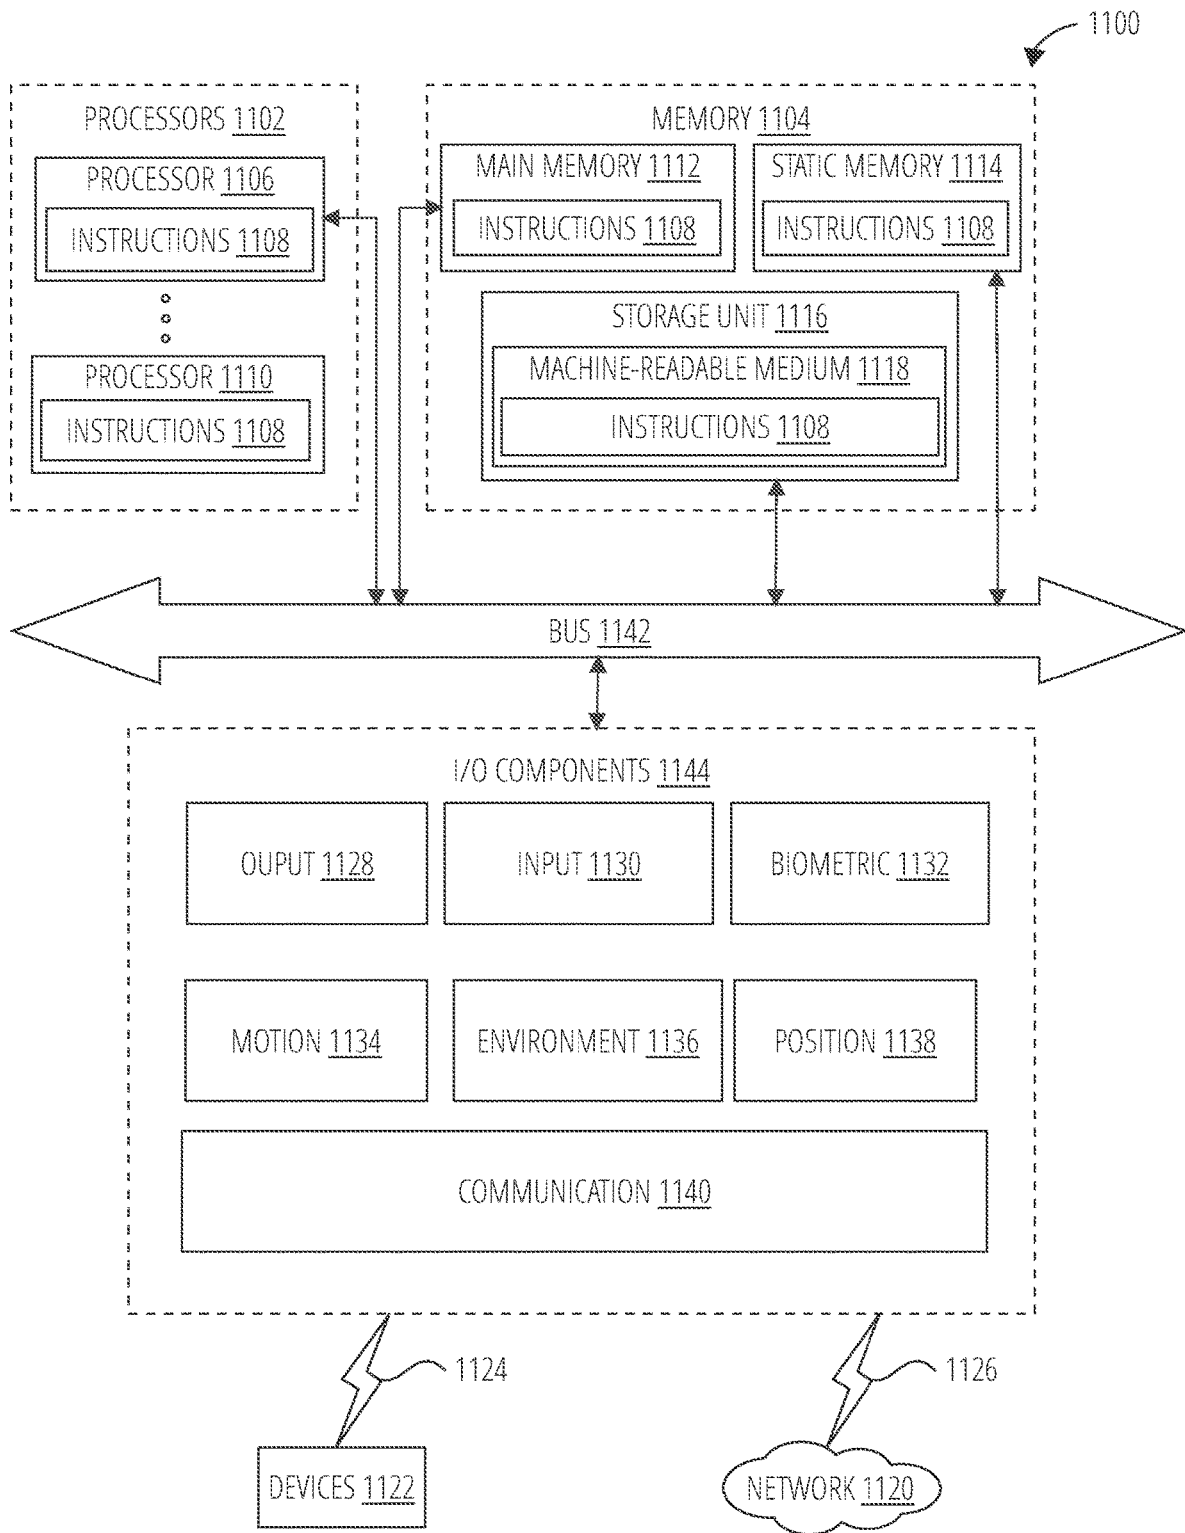 1100
PROCESSORS 1102
PROCESSOR 1106
INSTRUCTIONS 1108
PROCESSOR 1110
INSTRUCTIONS 1108
MEMORY 1104
MAIN MEMORY 1112
INSTRUCTIONS 1108
STATIC MEMORY 1114
INSTRUCTIONS 1108
STORAGE UNIT 1116
MACHINE-READABLE MEDIUM 1118
INSTRUCTIONS 1108
BUS 1142
I/O COMPONENTS 1144
OUPUT 1128
INPUT 1130
BIOMETRIC 1132
MOTION 1134
ENVIRONMENT 1136
POSITION 1138
COMMUNICATION 1140
1124
1126
DEVICES 1122
NETWORK 1120